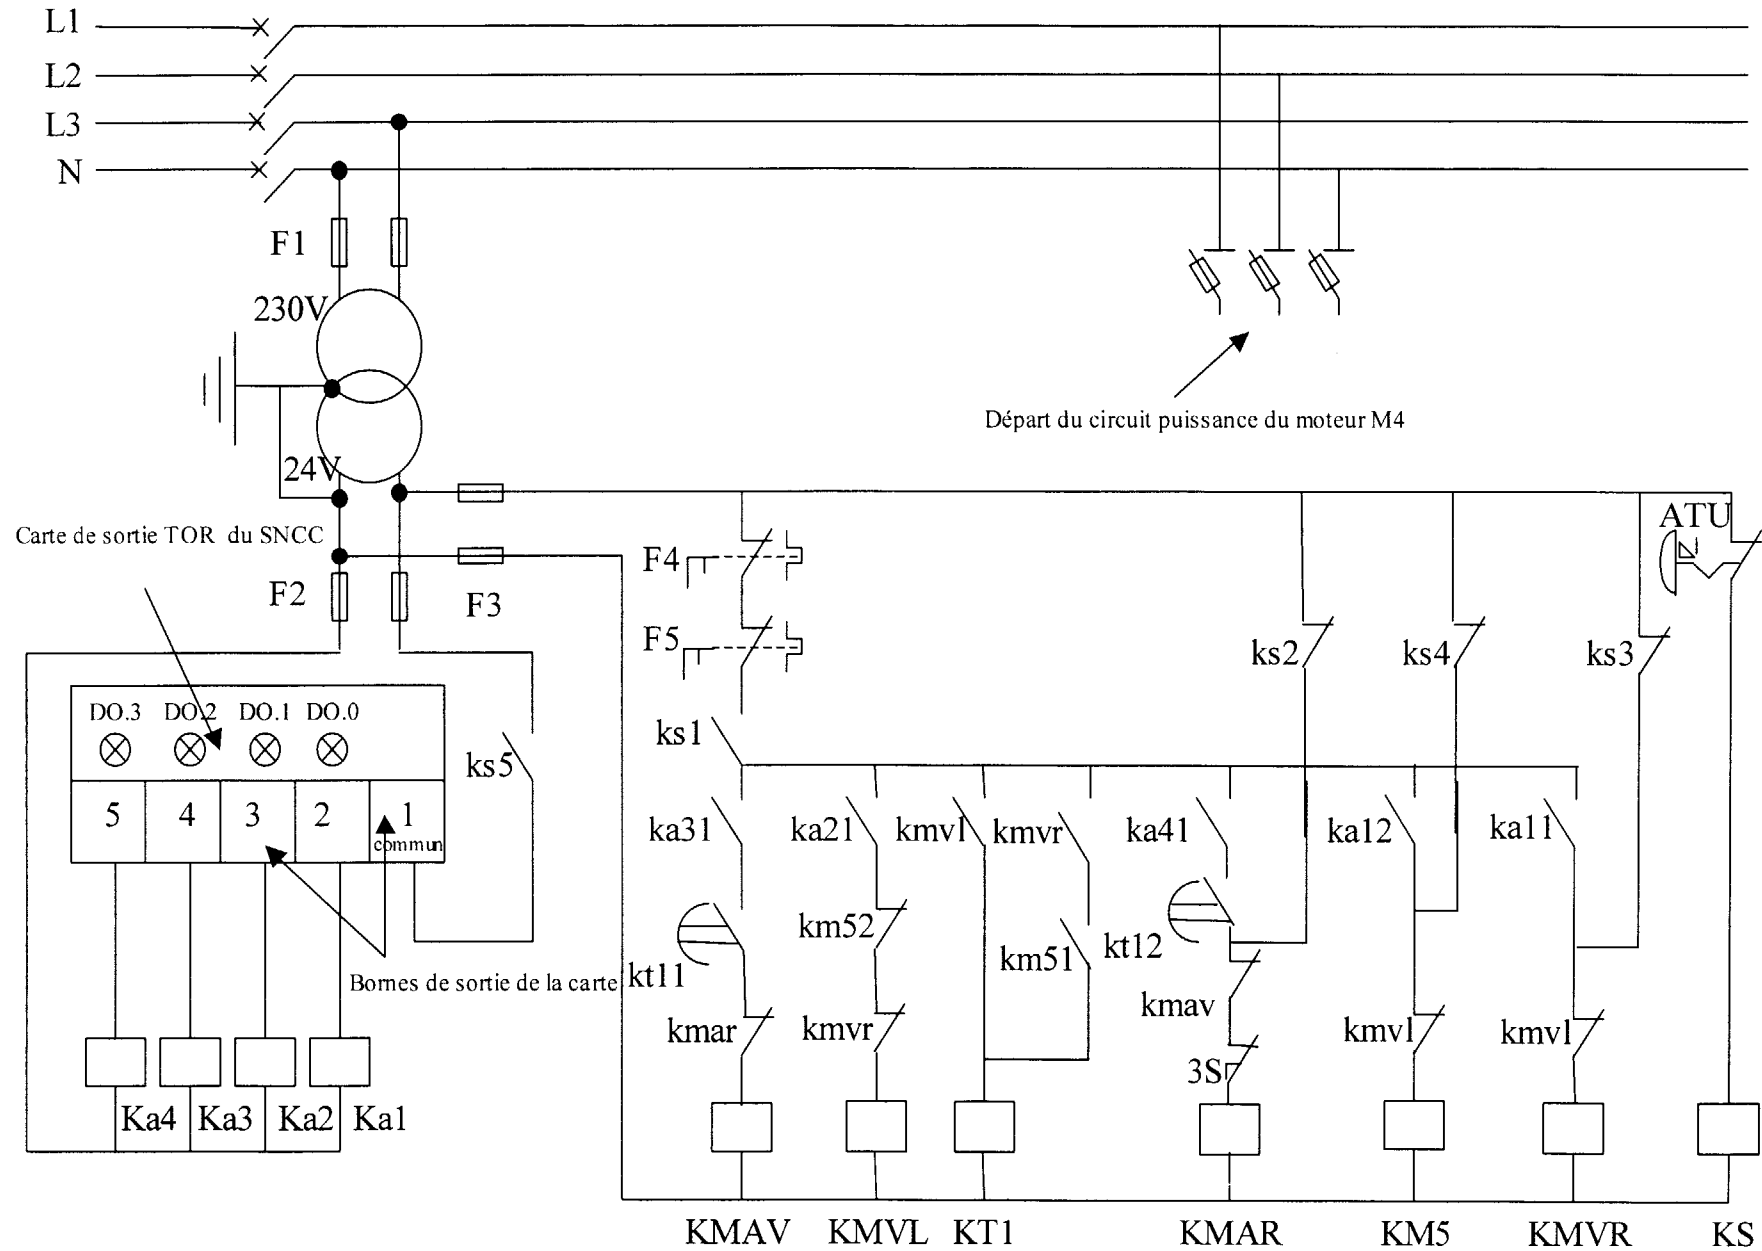 L1
L2
L3
N
F1
230V
24V
Départ du circuit puissance du moteur M4
Carte de sortie TOR du SNCC
F2
F3
F4
F5
ATU
ks2
ks4
ks3
ks1
DO.3 DO.2 DO.1 DO.0
ks5
5 4 3 2 1
commun
ka31
ka21
kmvl
kmvr
ka41
ka12
ka11
km52
kt12
km51
Bornes de sortie de la carte
kt11
kmar
kmvr
kmav
kmvl
kmvl
3S
Ka4 Ka3 Ka2 Ka1
KMAV KMVL KT1 KMAR KM5 KMVR KS